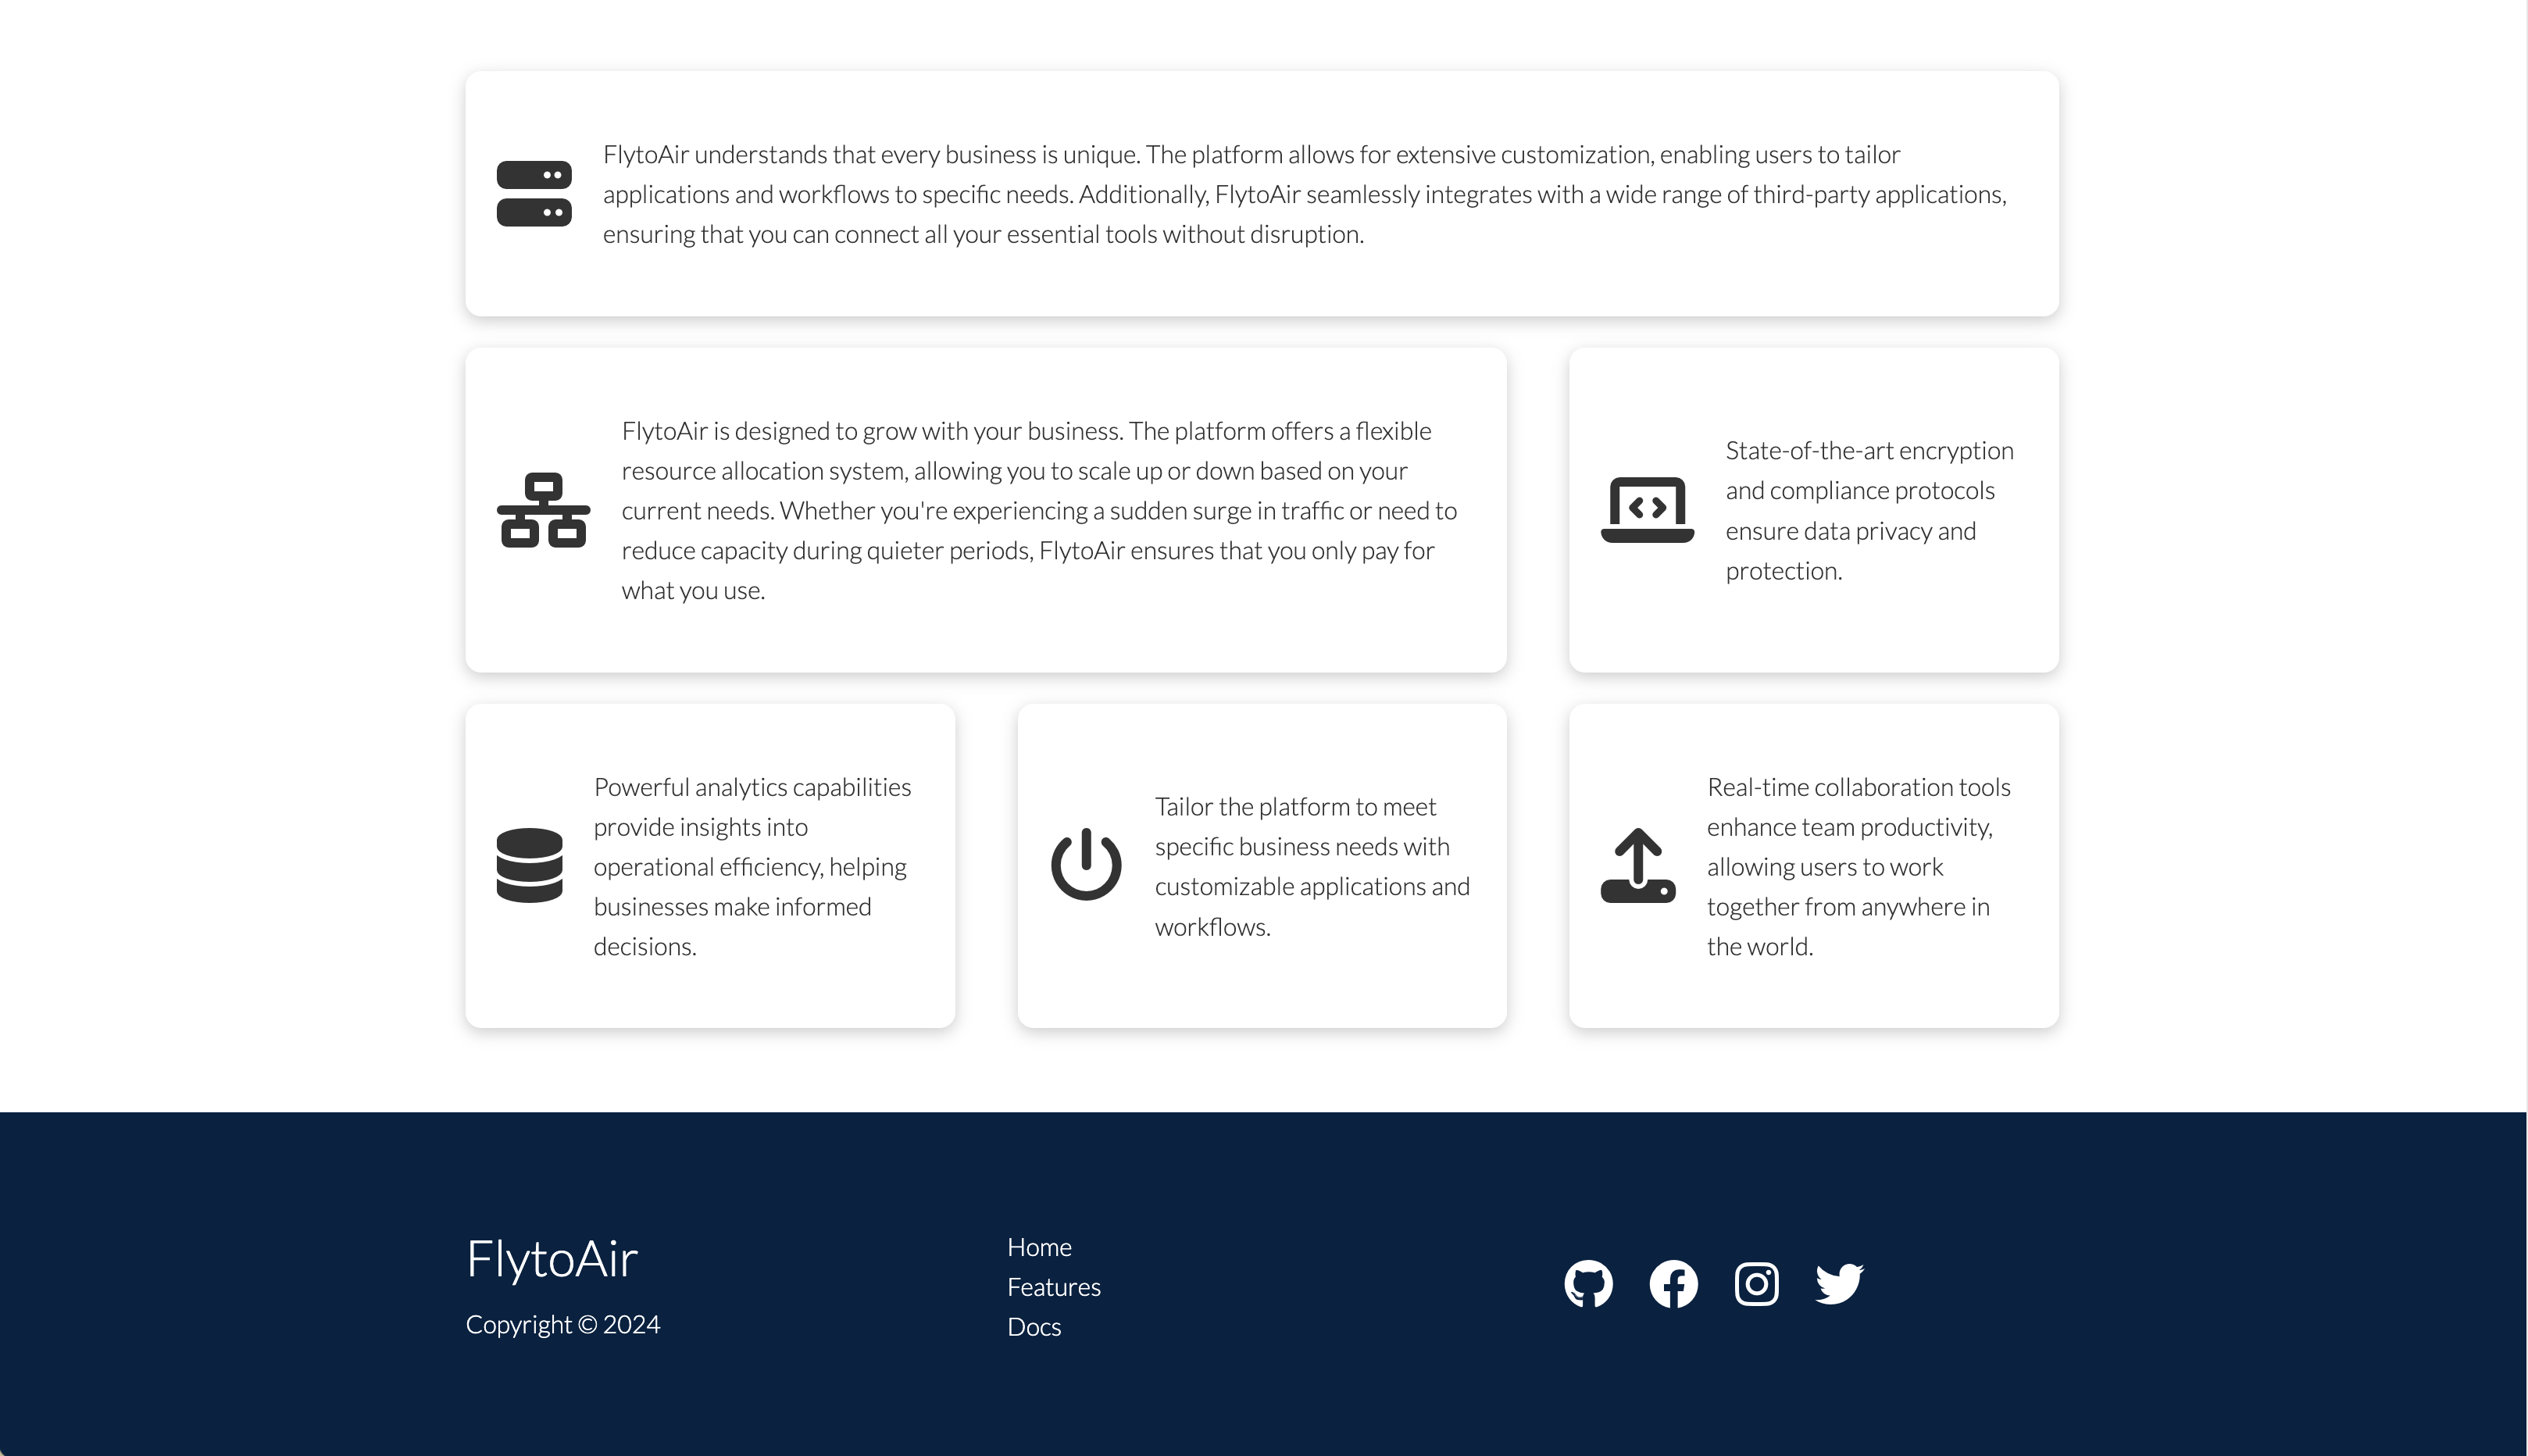 FlytoAir understands that every business is unique. The platform allows for extensive customization, enabling users to tailor
applications and workflows to specific needs. Additionally, FlytoAir seamlessly integrates with a wide range of third-party applications,
ensuring that you can connect all your essential tools without disruption.
FlytoAir is designed to grow with your business. The platform offers a flexible
resource allocation system, allowing you to scale up or down based on your
current needs. Whether you're experiencing a sudden surge in traffic or need to
reduce capacity during quieter periods, FlytoAir ensures that you only pay for
what you use.
State-of-the-art encryption
and compliance protocols
ensure data privacy and
protection.
Powerful analytics capabilities
provide insights into
operational efficiency, helping
businesses make informed
decisions.
Tailor the platform to meet
specific business needs with
customizable applications and
workflows.
Real-time collaboration tools
enhance team productivity,
allowing users to work
together from anywhere in
the world.
FlytoAir
Copyright © 2024
Home
Features
Docs